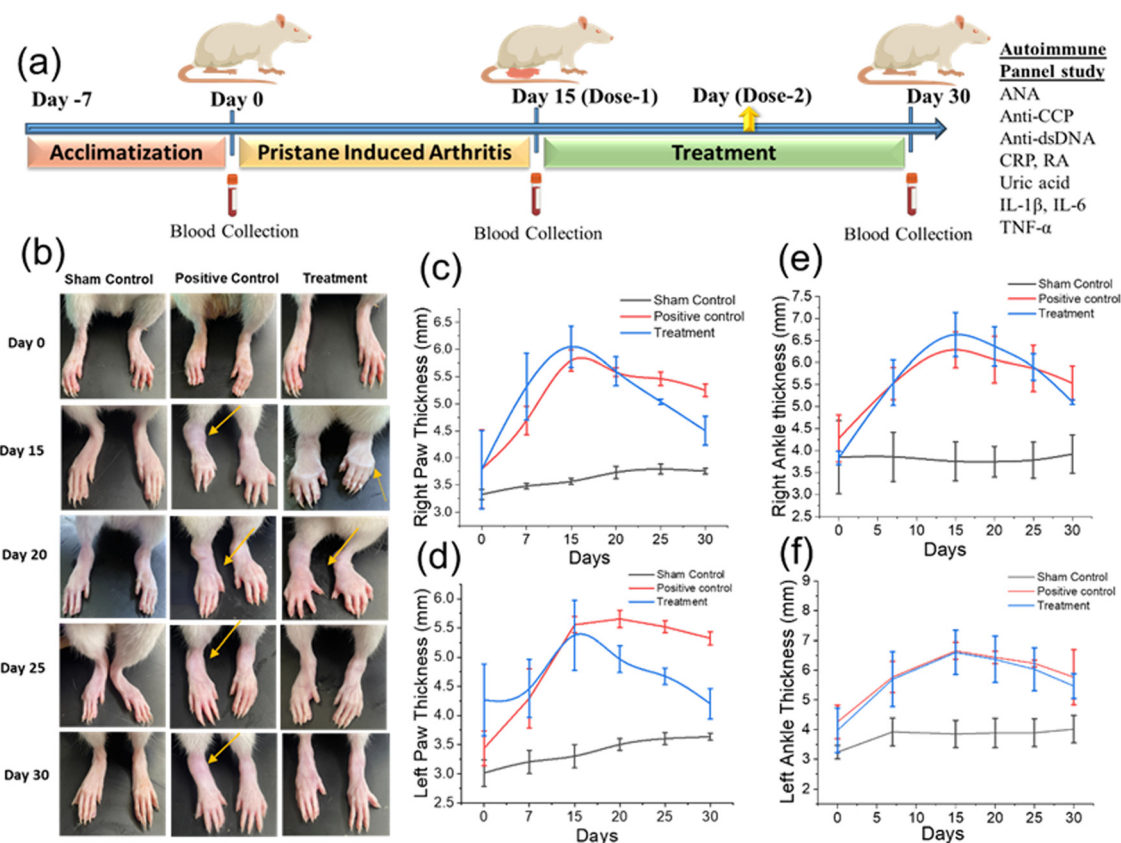 (a)
Day -7
Day 0
Day 15 (Dose-1)
Day (Dose-2)
Day 30
Acclimatization
Pristane Induced Arthritis
Treatment
Blood Collection
Blood Collection
Blood Collection
Autoimmune
Pannel study
ANA
Anti-CCP
Anti-dsDNA
CRP, RA
Uric acid
IL-1β, IL-6
TNF-α
(b)
Sham Control
Positive Control
Treatment
Day 0
Day 15
Day 20
Day 25
Day 30
(c)
Sham Control
Positive control
Treatment
Right Paw Thickness (mm)
6.5
6.0
5.5
5.0
4.5
4.0
3.5
3.0
0
7
15
20
25
30
Days
(e)
Sham Control
Positive control
Treatment
Right Ankle thickness (mm)
7.5
7.0
6.5
6.0
5.5
5.0
4.5
4.0
3.5
3.0
2.5
0
5
10
15
20
25
30
Days
(d)
Sham Control
Positive control
Treatment
Left Paw Thickness (mm)
6.0
5.5
5.0
4.5
4.0
3.5
3.0
2.5
0
7
15
20
25
30
Days
(f)
Sham Control
Positive control
Treatment
Left Ankle Thickness (mm)
9
8
7
6
5
4
3
2
0
5
10
15
20
25
30
Days